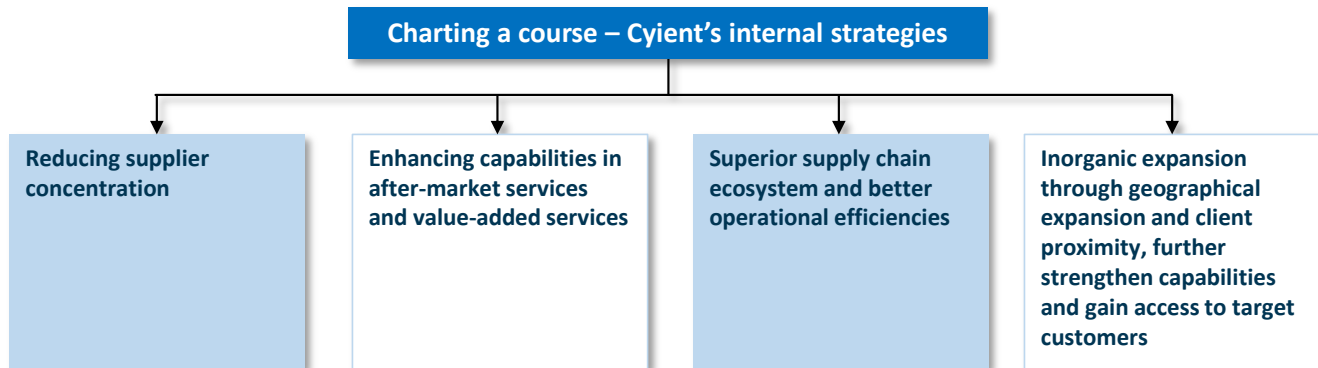 Charting a course – Cyient's internal strategies
Reducing supplier
concentration
Enhancing capabilities in
after-market services
and value-added services
Superior supply chain
ecosystem and better
operational efficiencies
Inorganic expansion
through geographical
expansion and client
proximity, further
strengthen capabilities
and gain access to target
customers